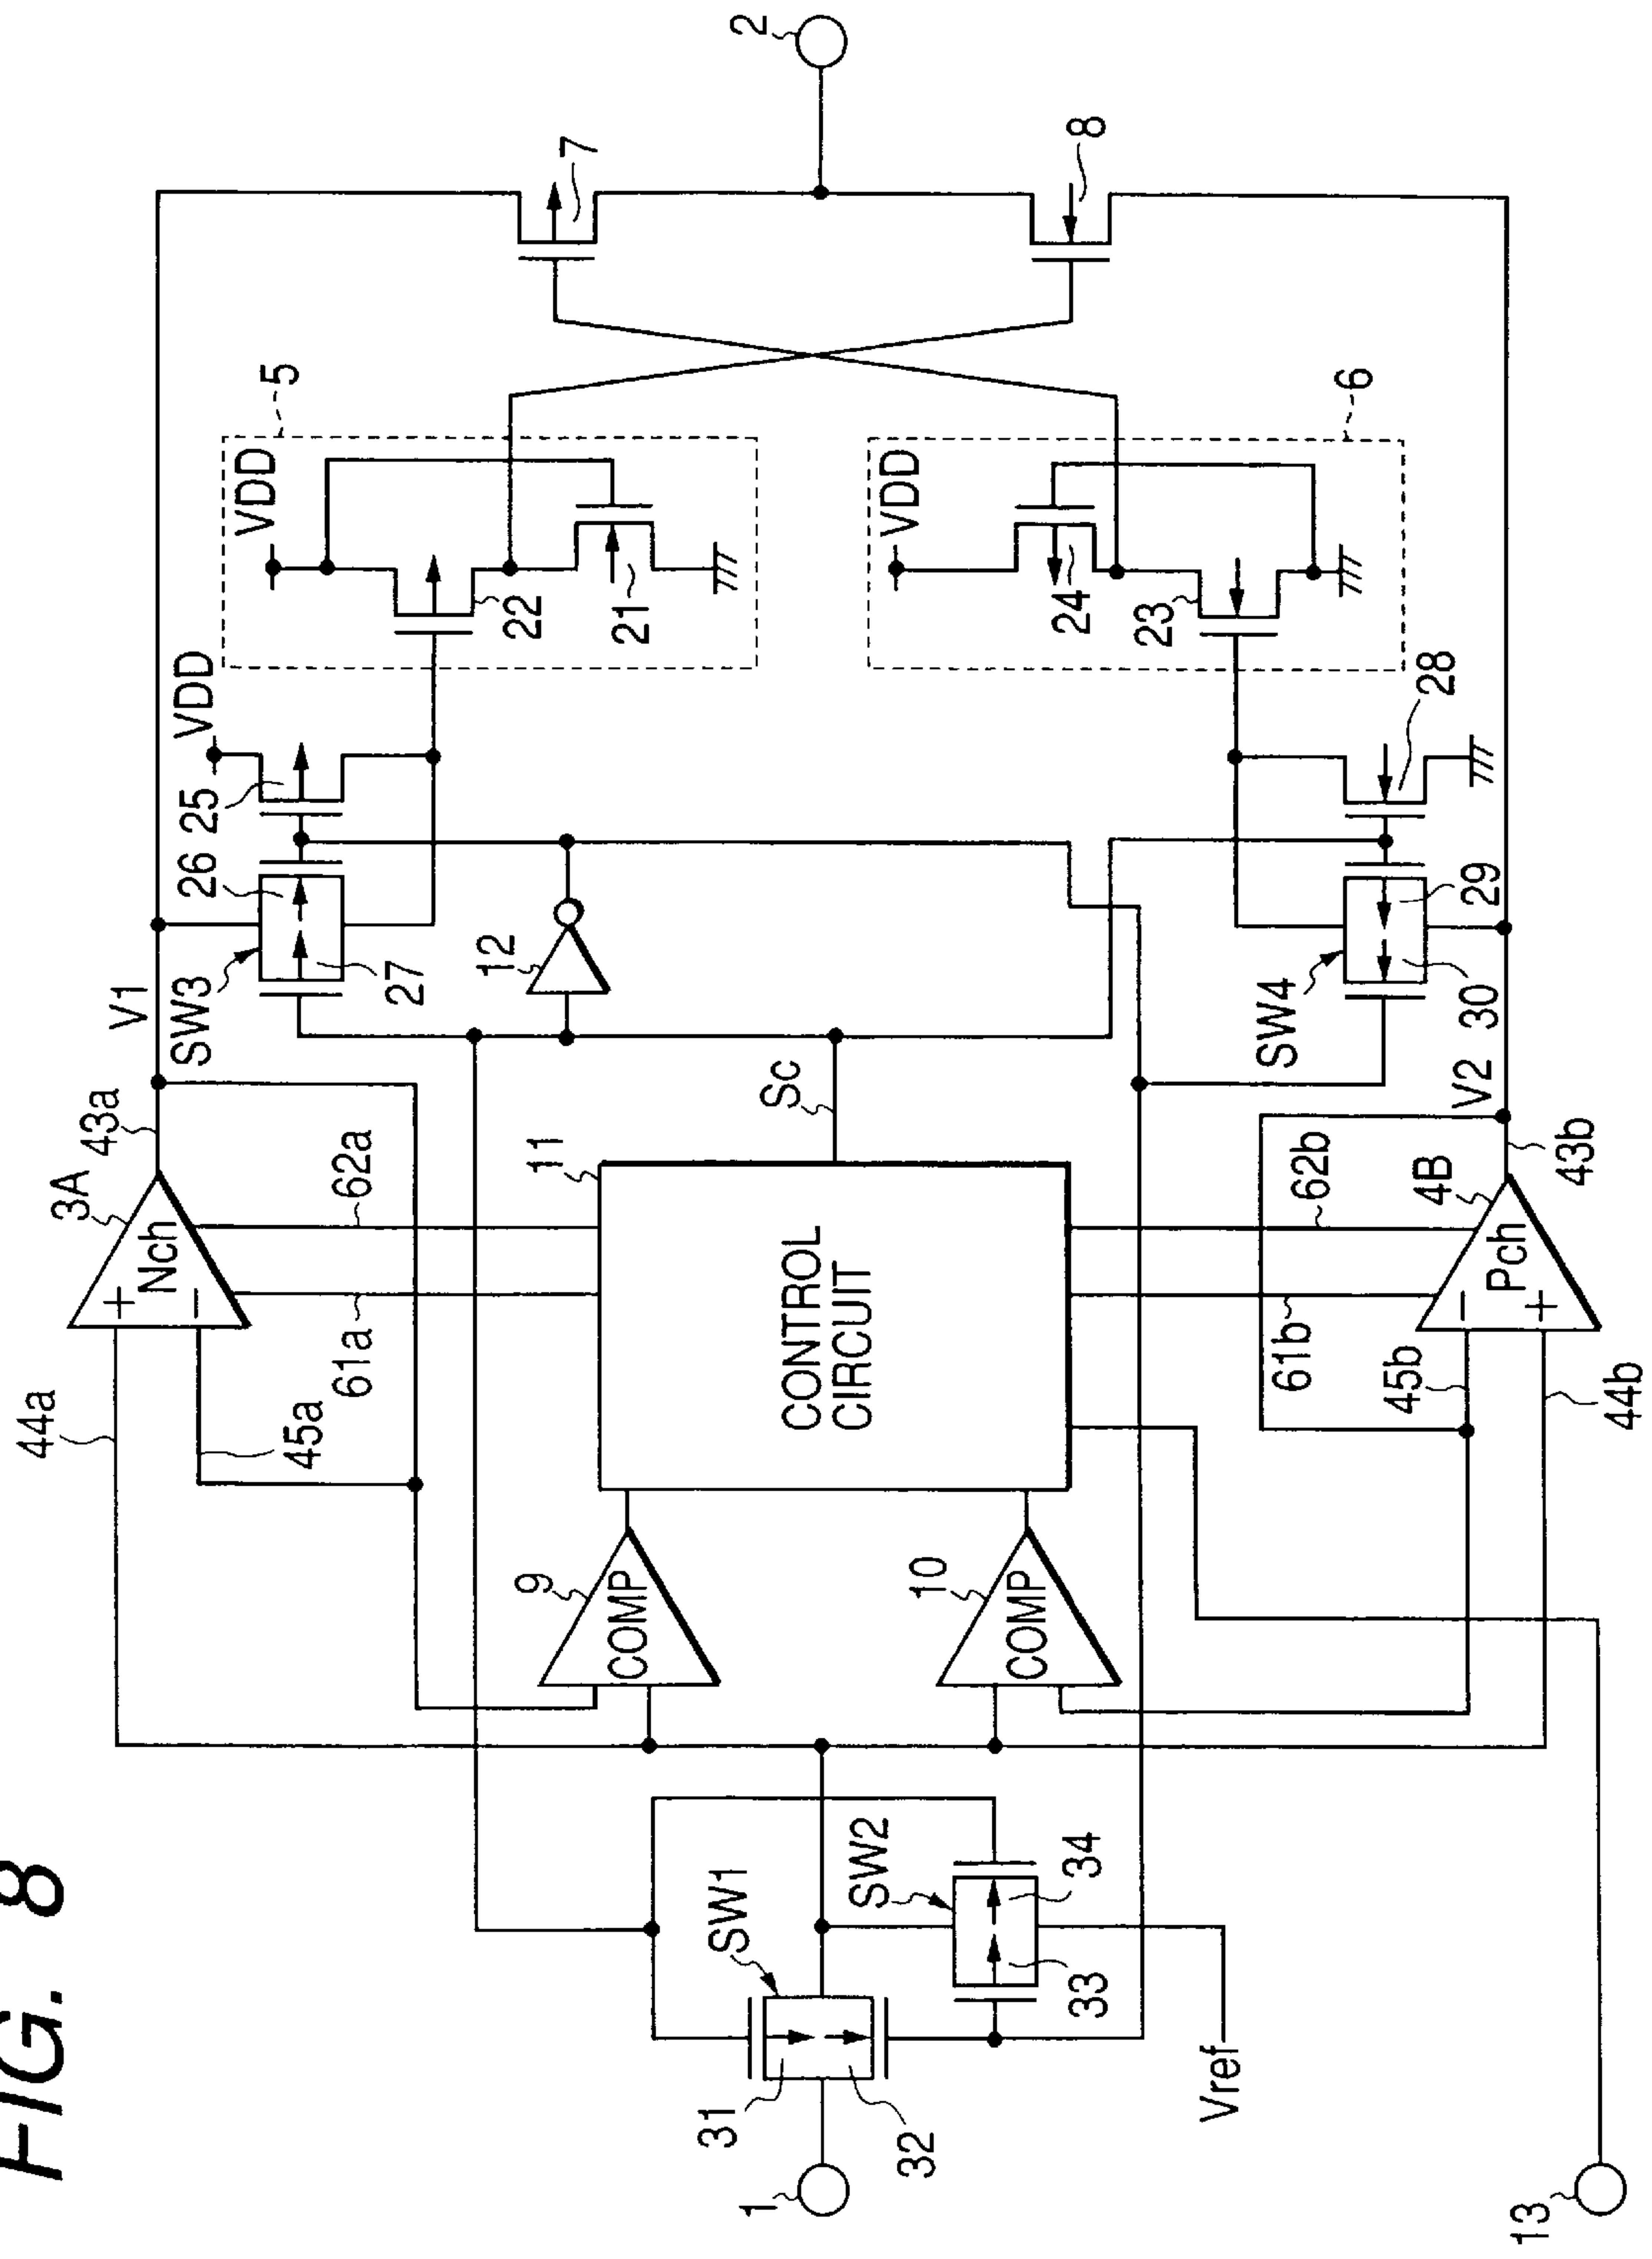 FIG. 8
2
7
8
5
VDD
22
21
6
VDD
24
23
VDD
25
26
SW3
27
V1
12
28
29
SW4
30
V2
43a
3A
Nch
+
−
62a
61a
44a
45a
11
Sc
CONTROL
CIRCUIT
62b
61b
4B
43b
Pch
−
+
45b
44b
9
COMP
10
COMP
SW1
SW2
34
33
31
32
1
Vref
13